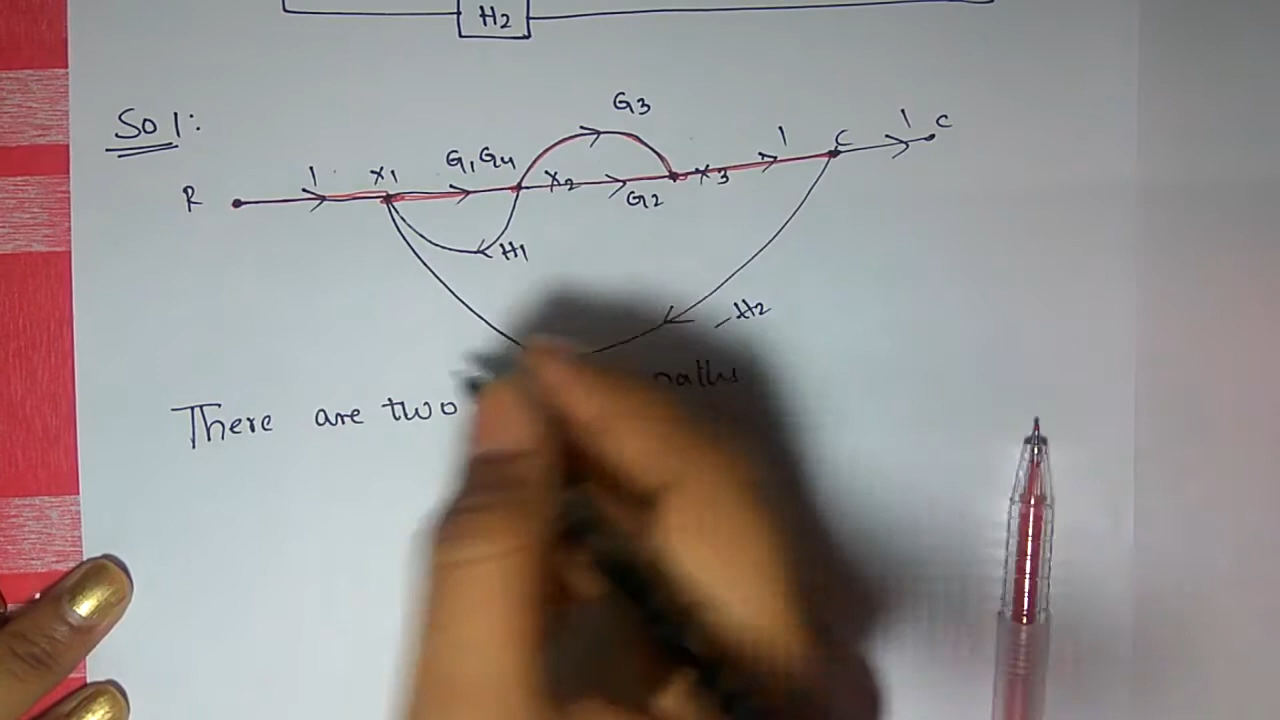 H2
Sol:
G3
R 1 X1 G1G4 X2 G2 X3 1 C 1 C
H1
-H2
There are two paths